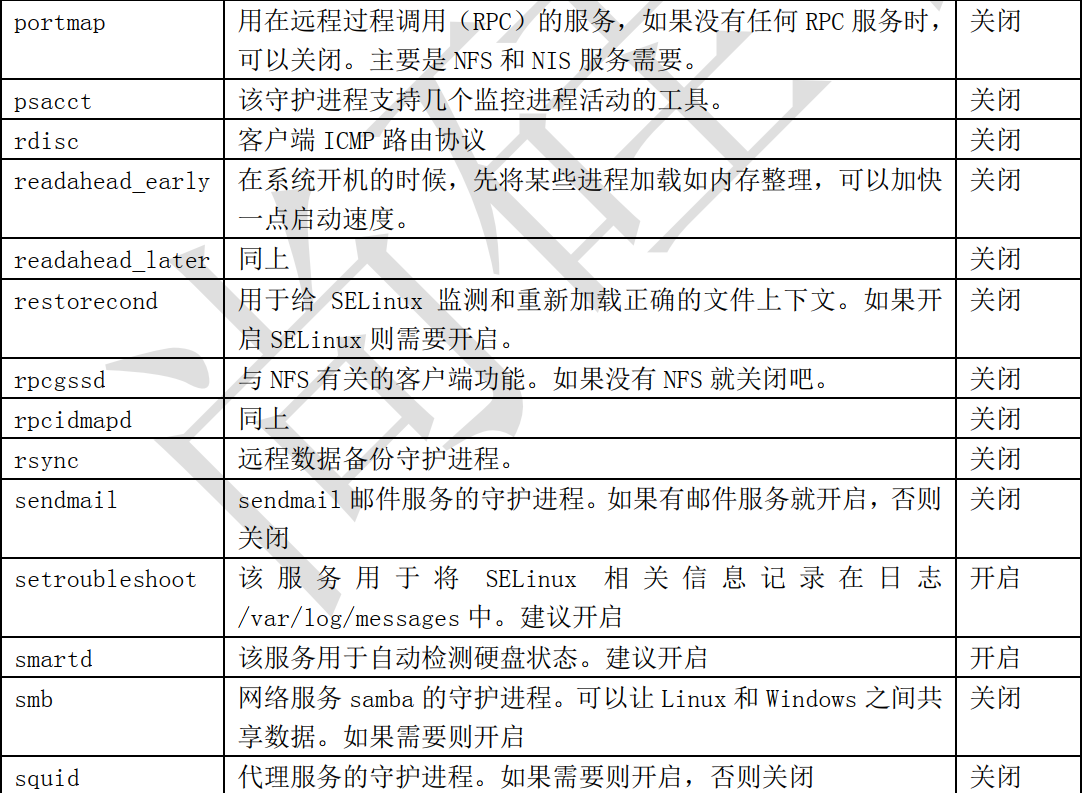 portmap 用在远程过程调用（RPC）的服务，如果没有任何 RPC 服务时， 关闭
可以关闭。主要是 NFS 和 NIS 服务需要。
psacct 该守护进程支持几个监控进程活动的工具。 关闭
rdisc 客户端 ICMP 路由协议 关闭
readahead_early 在系统开机的时候，先将某些进程加载如内存整理，可以加快 关闭
一点启动速度。
readahead_later 同上 关闭
restorecond 用于给 SELinux 监测和重新加载正确的文件上下文。如果开 关闭
启 SELinux 则需要开启。
rpcgssd 与 NFS 有关的客户端功能。如果没有 NFS 就关闭吧。 关闭
rpcidmapd 同上 关闭
rsync 远程数据备份守护进程。 关闭
sendmail sendmail 邮件服务的守护进程。如果有邮件服务就开启，否则 关闭
关闭
setroubleshoot 该服务用于将 SELinux 相关信息记录在日志 开启
/var/log/messages 中。建议开启
smartd 该服务用于自动检测硬盘状态。建议开启 开启
smb 网络服务 samba 的守护进程。可以让 Linux 和 Windows 之间共 关闭
享数据。如果需要则开启
squid 代理服务的守护进程。如果需要则开启，否则关闭 关闭